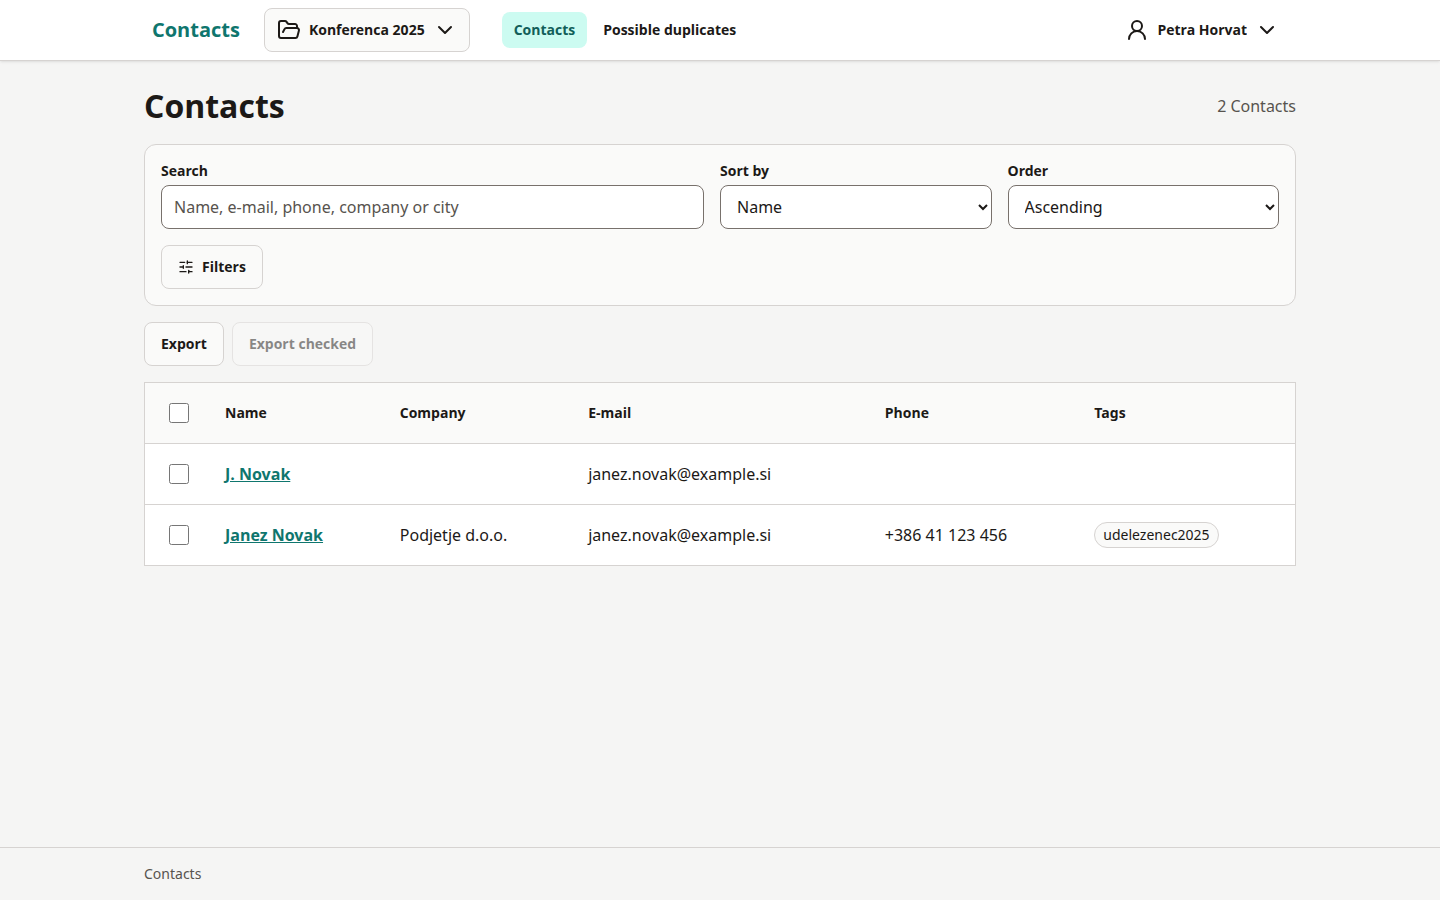 Contacts Konferenca 2025 Contacts Possible duplicates Petra Horvat
Contacts 2 Contacts
Search Sort by Order
Name, e-mail, phone, company or city Name Ascending
Filters
Export Export checked
Name Company E-mail Phone Tags
J. Novak janez.novak@example.si
Janez Novak Podjetje d.o.o. janez.novak@example.si +386 41 123 456 udelezenec2025
Contacts